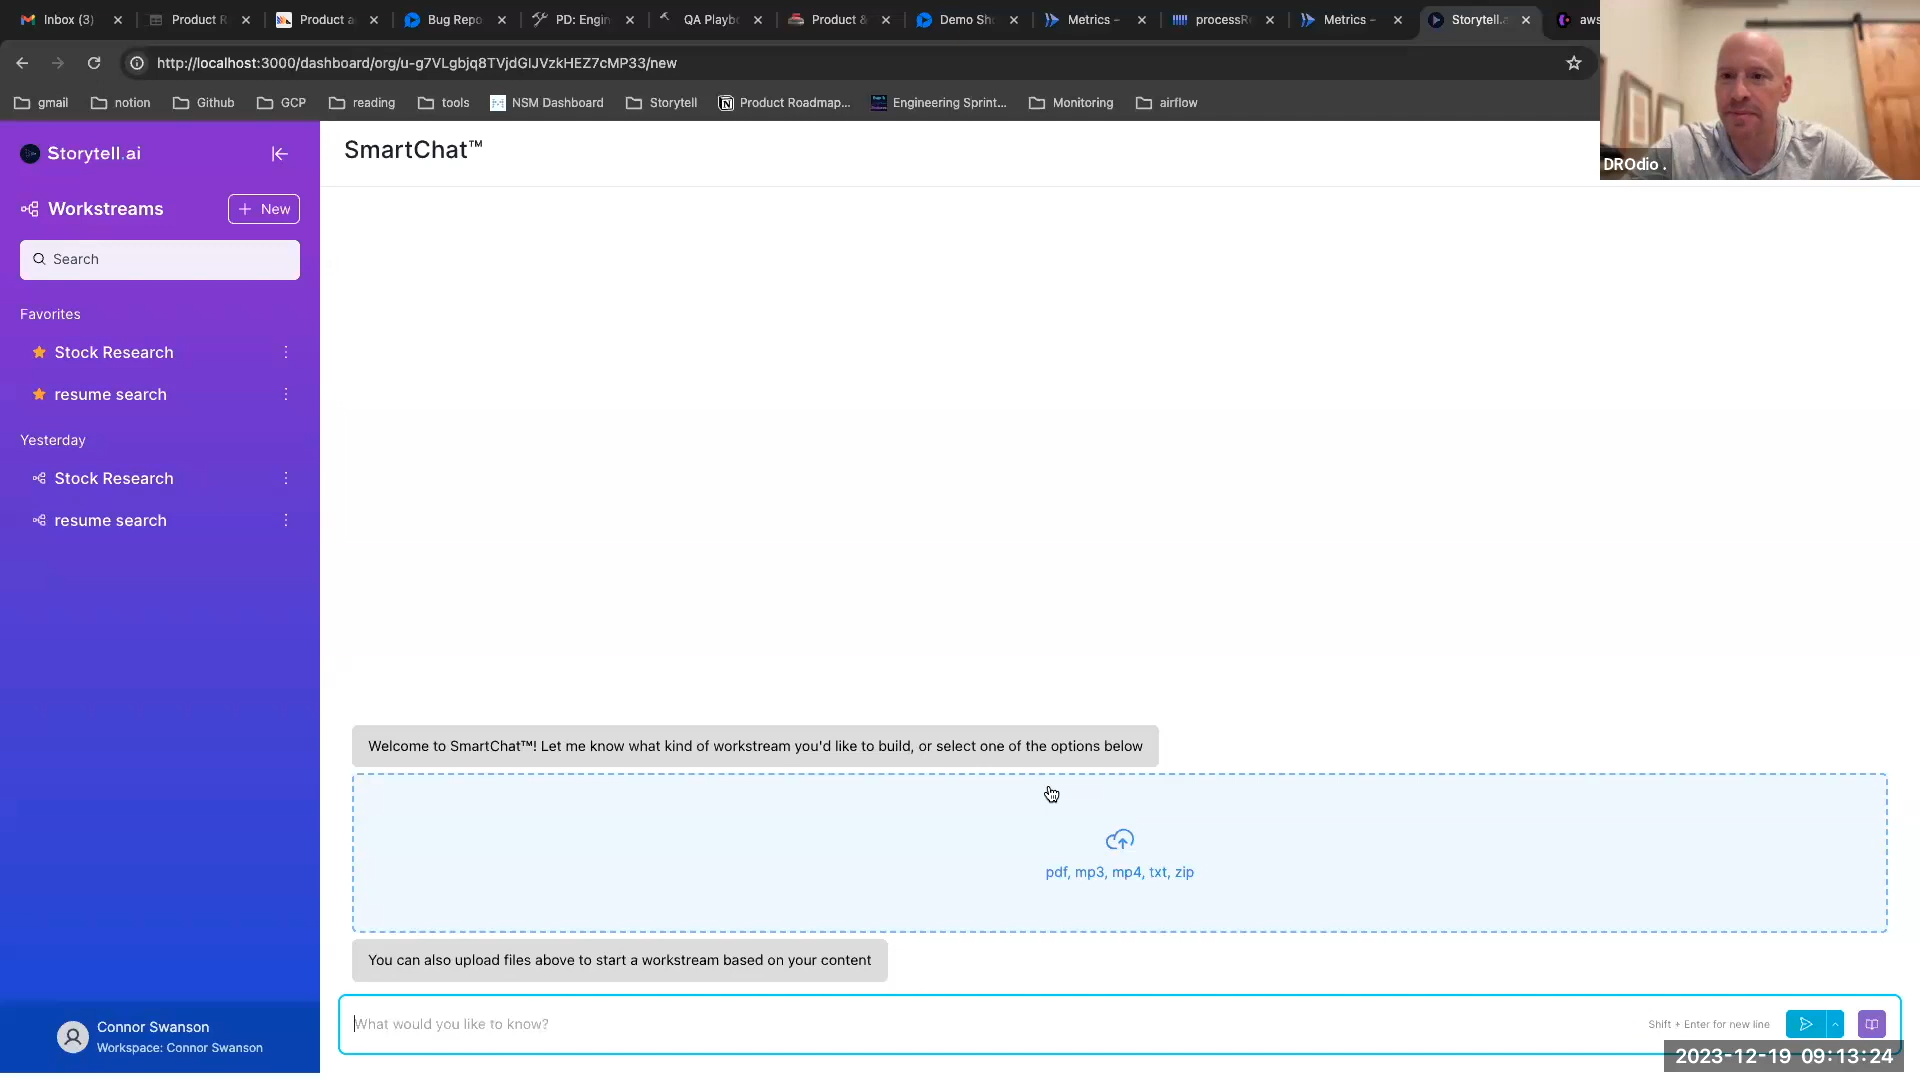 Inbox (3)
Product R
Product a
Bug Repo
PD: Engin
QA Playbo
Product &
Demo Sh
Metrics –
processR
Metrics –
Storytell.a
aws
http://localhost:3000/dashboard/org/u-g7VLgbjq8TVjdGIJVzkHEZ7cMP33/new
gmail
notion
Github
GCP
reading
tools
NSM Dashboard
Storytell
Product Roadmap...
Engineering Sprint...
Monitoring
airflow
DROdio .
Storytell.ai
SmartChat™
Workstreams
+ New
Search
Favorites
Stock Research
resume search
Yesterday
Stock Research
resume search
Welcome to SmartChat™! Let me know what kind of workstream you'd like to build, or select one of the options below
pdf, mp3, mp4, txt, zip
You can also upload files above to start a workstream based on your content
What would you like to know?
Shift + Enter for new line
Connor Swanson
Workspace: Connor Swanson
2023-12-19 09:13:24